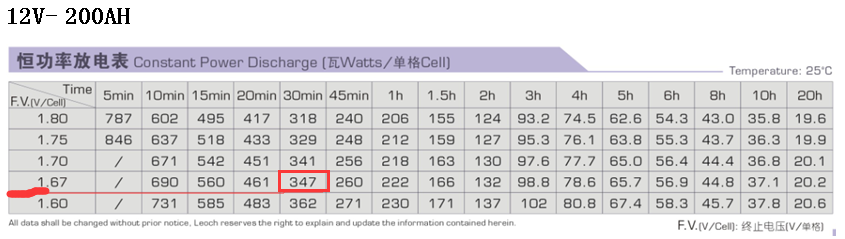 12V-200AH
恒功率放电表 Constant Power Discharge (瓦Watts/单格Cell)
Temperature: 25°C
Time
F.V.(V/Cell) 5min 10min 15min 20min 30min 45min 1h 1.5h 2h 3h 4h 5h 6h 8h 10h 20h
1.80 787 602 495 417 318 240 206 155 124 93.2 74.5 62.6 54.3 43.0 35.8 19.6
1.75 846 637 518 433 329 248 212 159 127 95.3 76.1 63.8 55.3 43.7 36.3 19.9
1.70 / 671 542 451 341 256 218 163 130 97.6 77.7 65.0 56.4 44.4 36.8 20.1
1.67 / 690 560 461 347 260 222 166 132 98.8 78.6 65.7 56.9 44.8 37.1 20.2
1.60 / 731 585 483 362 271 230 171 137 102 80.8 67.4 58.3 45.7 37.8 20.6
All data shall be changed without prior notice, Leoch reserves the right to explain and update the information contained herein.
F.V.(V/Cell): 终止电压(V/单格)